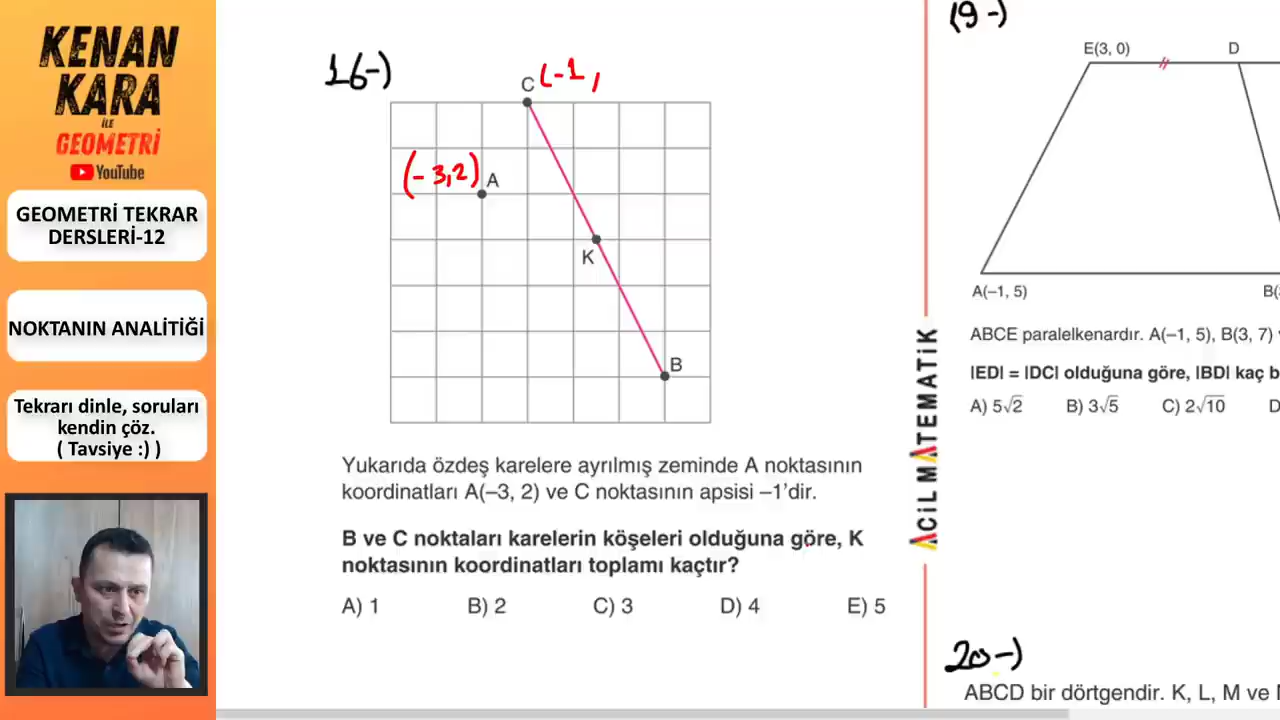 KENAN
KARA
İLE
GEOMETRİ
YouTube
GEOMETRİ TEKRAR
DERSLERİ-12
NOKTANIN ANALİTİĞİ
Tekrarı dinle, soruları
kendin çöz.
( Tavsiye :) )
16-)
C (-1,
(-3,2) A
K
B
Yukarıda özdeş karelere ayrılmış zeminde A noktasının
koordinatları A(–3, 2) ve C noktasının apsisi –1'dir.
B ve C noktaları karelerin köşeleri olduğuna göre, K
noktasının koordinatları toplamı kaçtır?
A) 1 B) 2 C) 3 D) 4 E) 5
ACİL MATEMATİK
19-)
E(3, 0) D
A(–1, 5) B(3
ABCE paralelkenardır. A(–1, 5), B(3, 7)
|ED| = |DC| olduğuna göre, |BD| kaç b
A) 5√2 B) 3√5 C) 2√10 D
20-)
ABCD bir dörtgendir. K, L, M ve